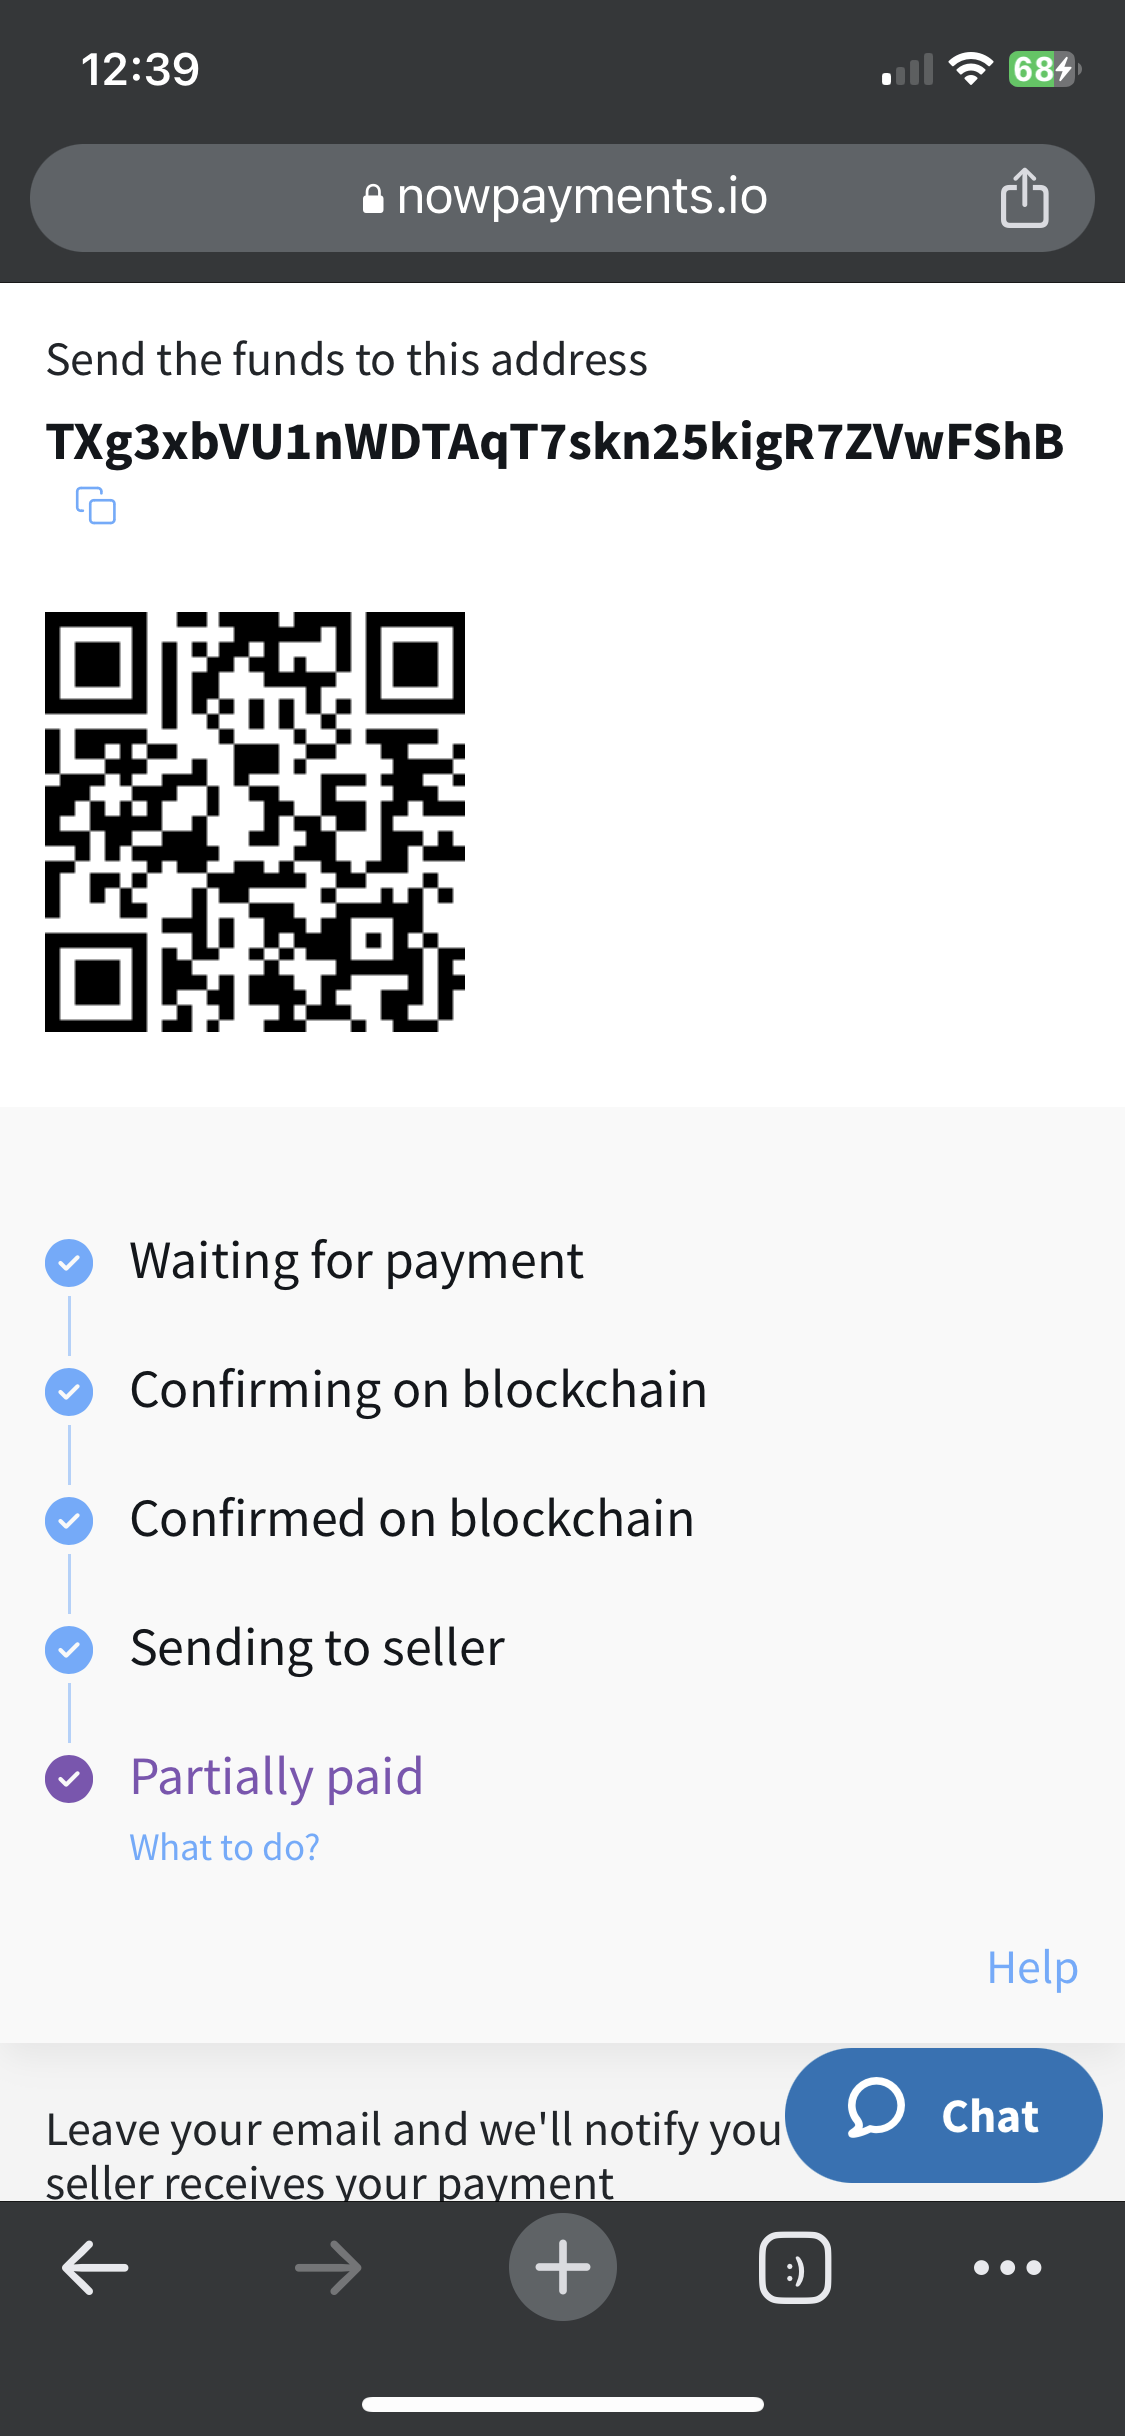 12:39
68
nowpayments.io
Send the funds to this address
TXg3xbVU1nWDTAqT7skn25kigR7ZVwFShB
Waiting for payment
Confirming on blockchain
Confirmed on blockchain
Sending to seller
Partially paid
What to do?
Help
Leave your email and we'll notify you
seller receives your payment
Chat
:)